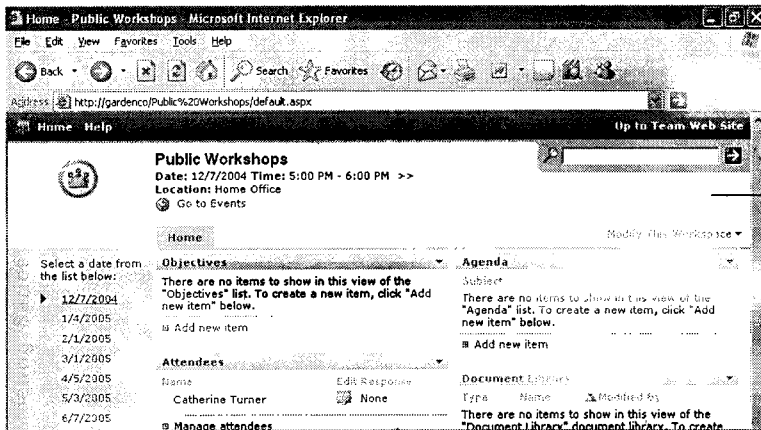 Home - Public Workshops - Microsoft Internet Explorer
File Edit View Favorites Tools Help
Back Search Favorites
Address http://gardenco/Public%20Workshops/default.aspx
Home Help Up to Team Web Site
Public Workshops
Date: 12/7/2004 Time: 5:00 PM - 6:00 PM >>
Location: Home Office
Go to Events
Home Modify This Workspace
Select a date from the list below:
12/7/2004
1/4/2005
2/1/2005
3/1/2005
4/5/2005
5/3/2005
6/7/2005
Objectives
There are no items to show in this view of the
"Objectives" list. To create a new item, click "Add
new item" below.
Add new item
Attendees
Name Edit Response
Catherine Turner None
Manage attendees
Agenda
Subject
There are no items to show in this view of the
"Agenda" list. To create a new item, click "Add
new item" below.
Add new item
Document Library
Type Name Modified By
There are no items to show in this view of the
"Document Library" document library. To create